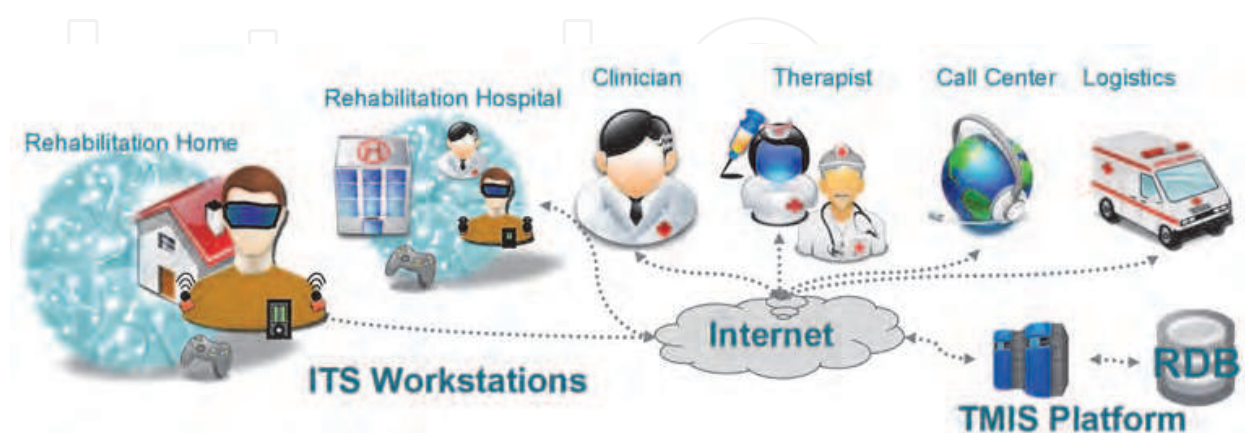 Clinician
Therapist
Call Center
Logistics
Rehabilitation Hospital
Rehabilitation Home
H
Internet
RDB
ITS Workstations
TMIS Platform